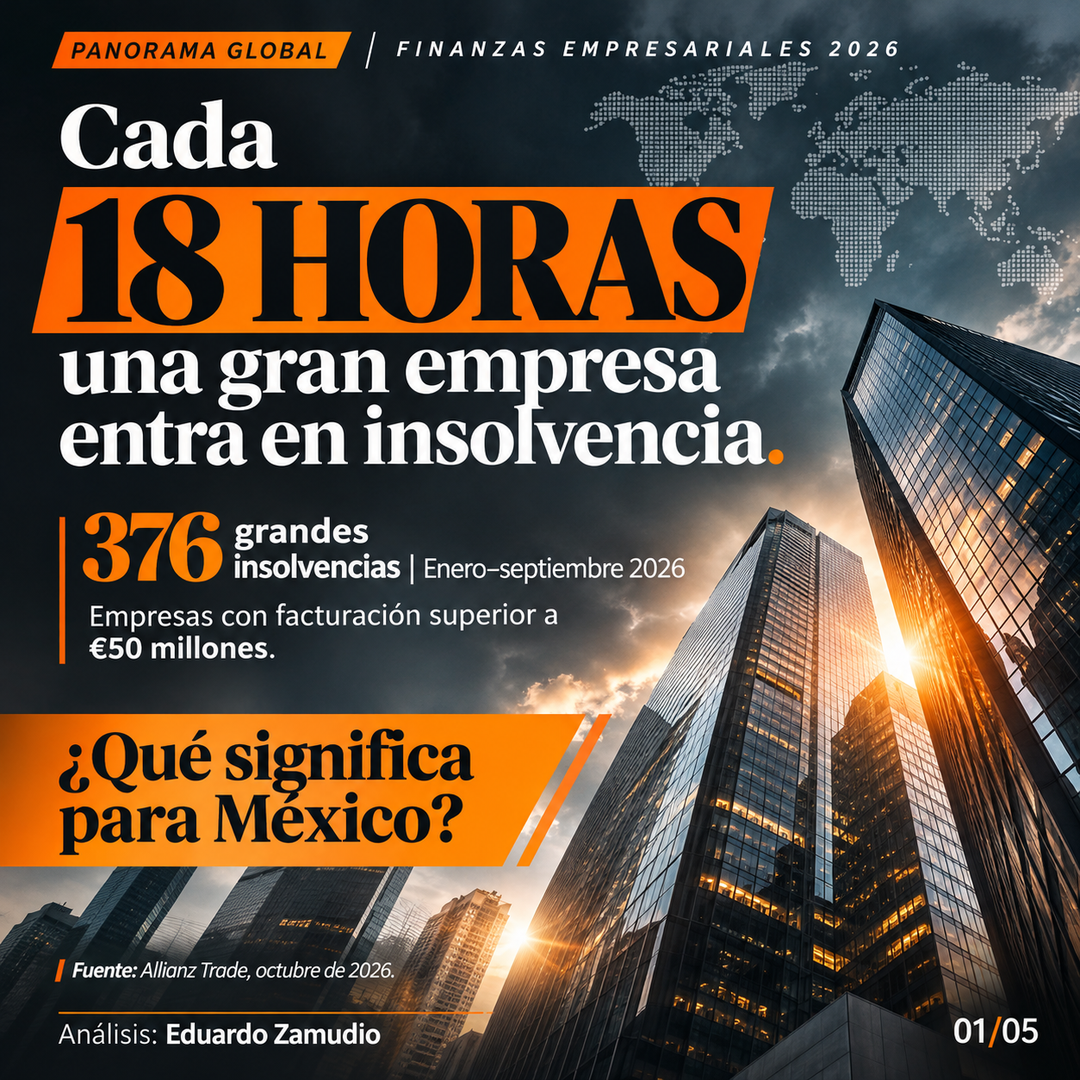 PANORAMA GLOBAL | FINANZAS EMPRESARIALES 2026
Cada
18 HORAS
una gran empresa
entra en insolvencia.
376 grandes
insolvencias | Enero–septiembre 2026
Empresas con facturación superior a
€50 millones.
¿Qué significa
para México?
Fuente: Allianz Trade, octubre de 2026.
Análisis: Eduardo Zamudio
01/05